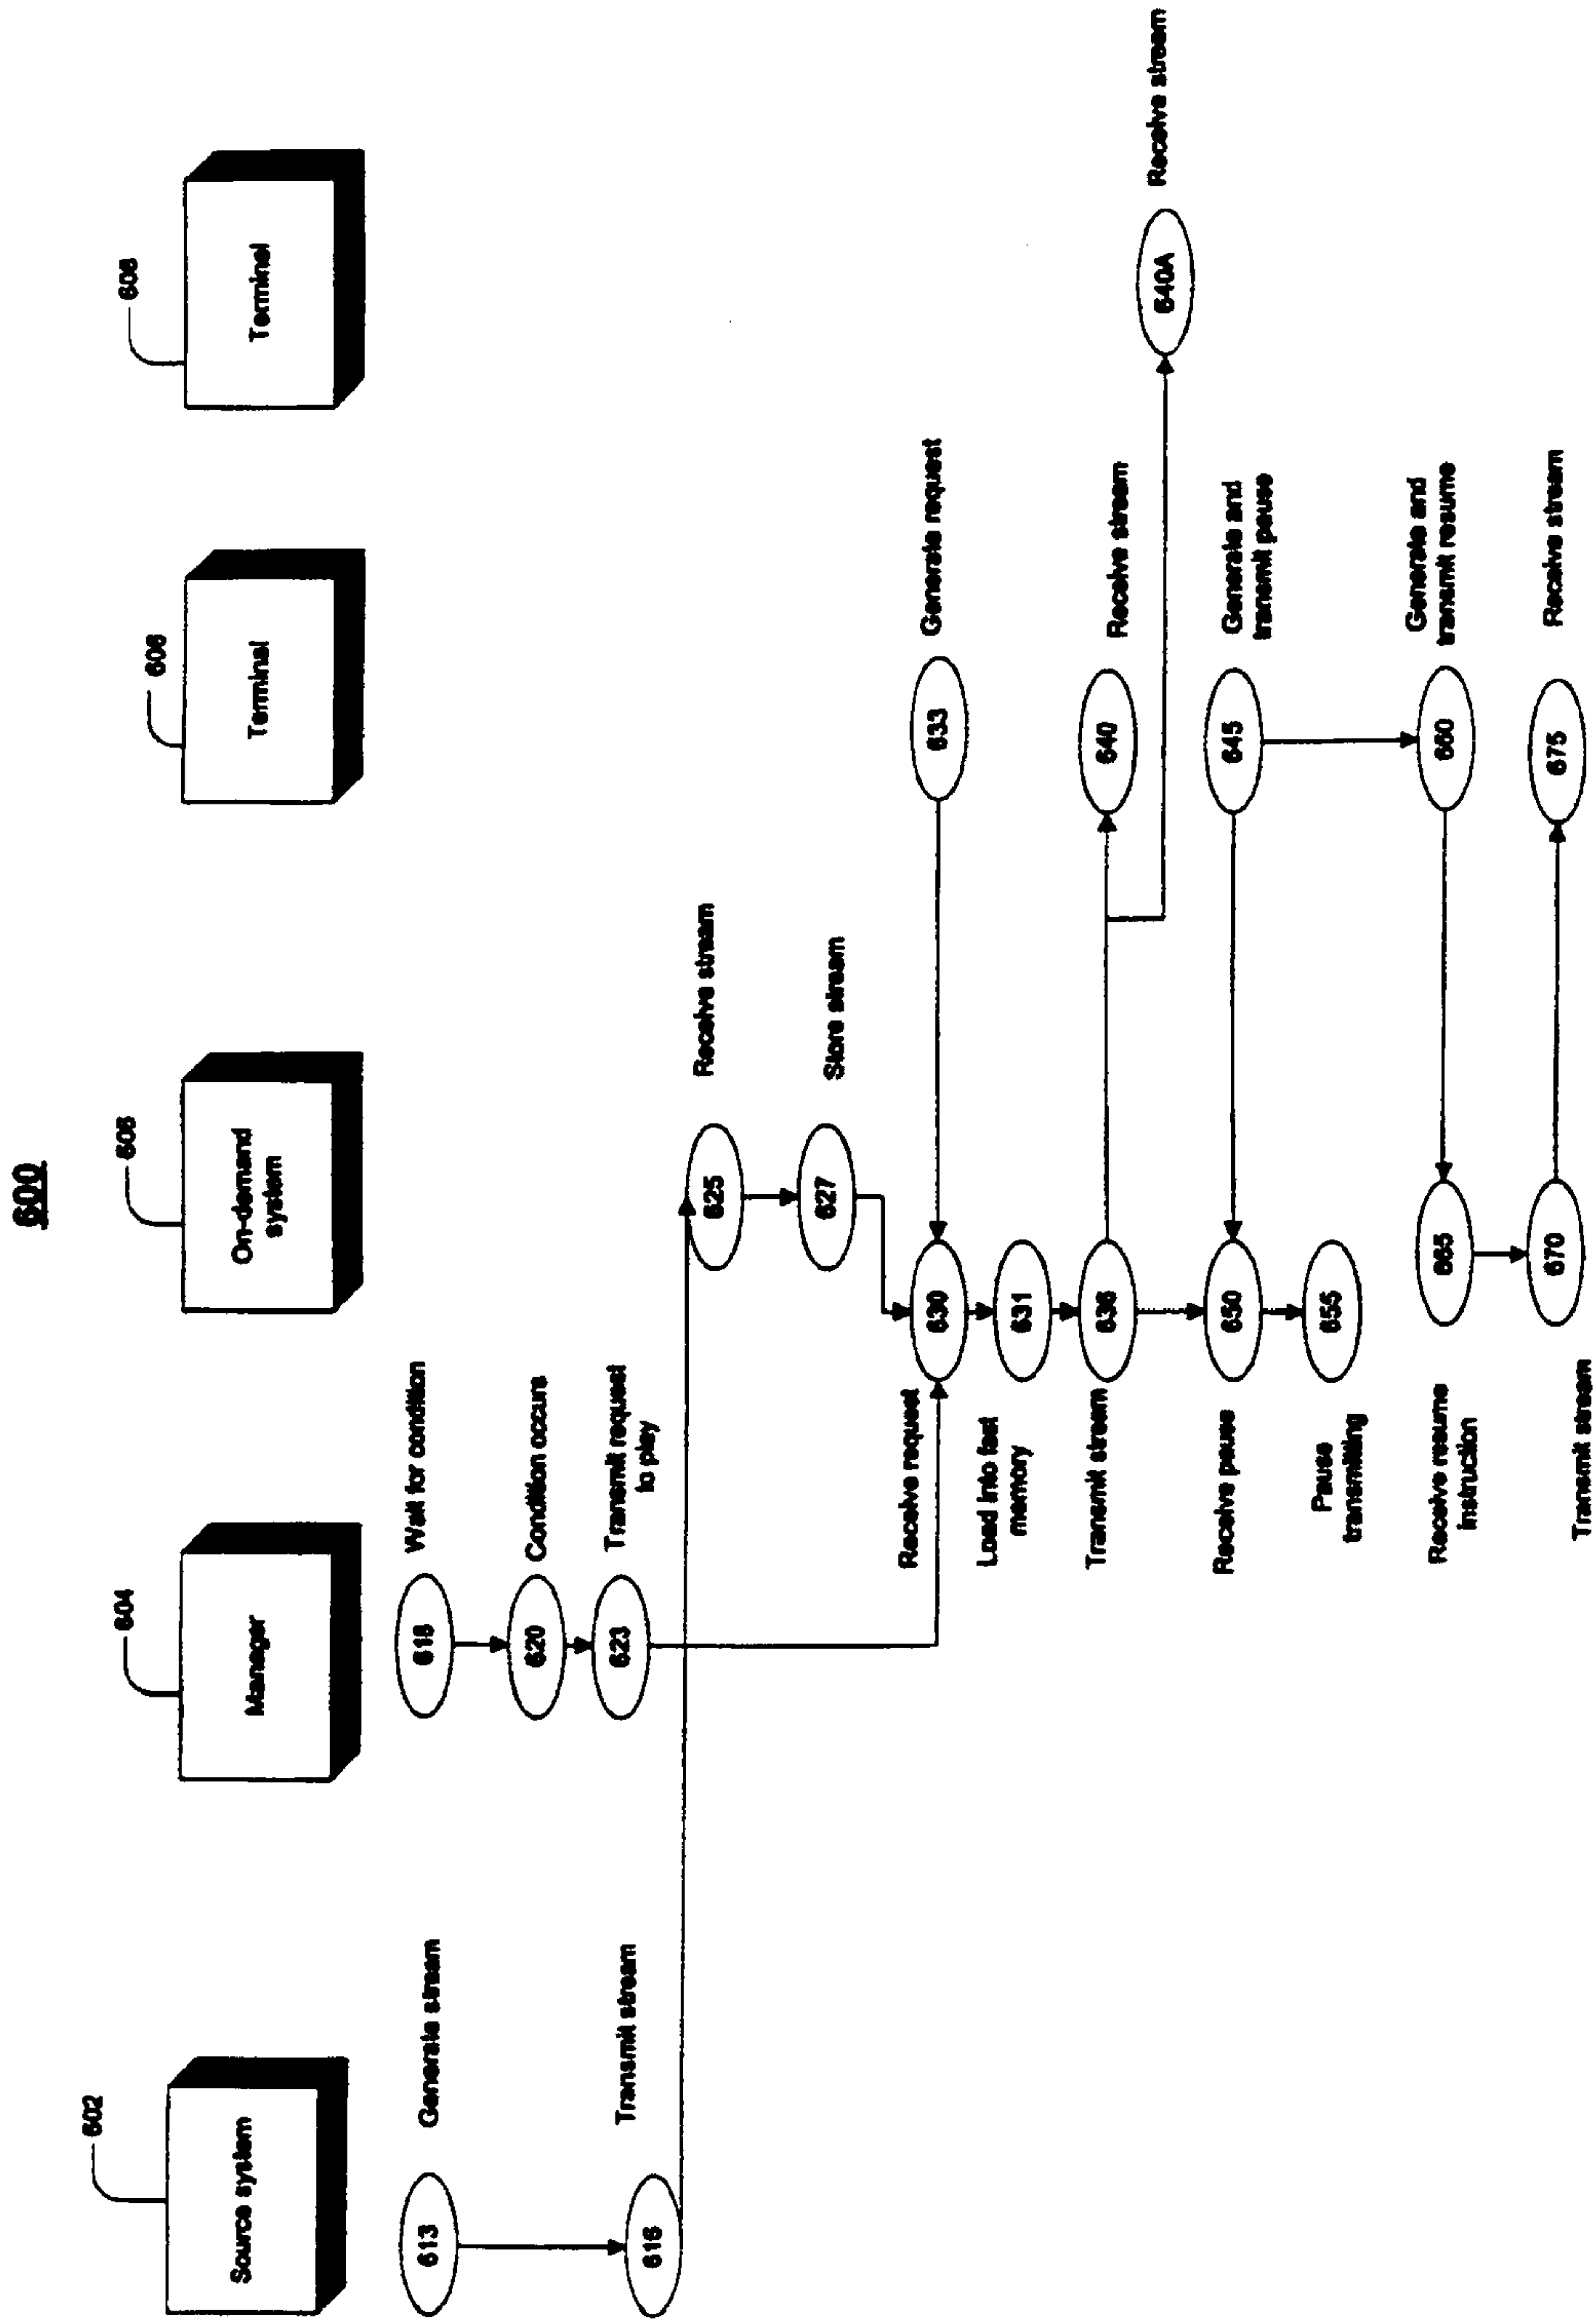 600
602
Source system
604
Manager
606
On-demand
system
608
Terminal
608
Terminal
613
Generate stream
618
Wait for condition
620
Condition occurs
616
Transmit stream
623
Transmit request
to play
625
Receive stream
627
Store stream
Receive request
630
633
Generate request
Load into fast
memory
631
Transmit stream
636
640
Receive stream
640A
Receive stream
Receive pause
650
645
Generate and
transmit pause
Pause
transmitting
655
Receive resume
instruction
665
660
Generate and
transmit resume
Transmit stream
670
675
Receive stream